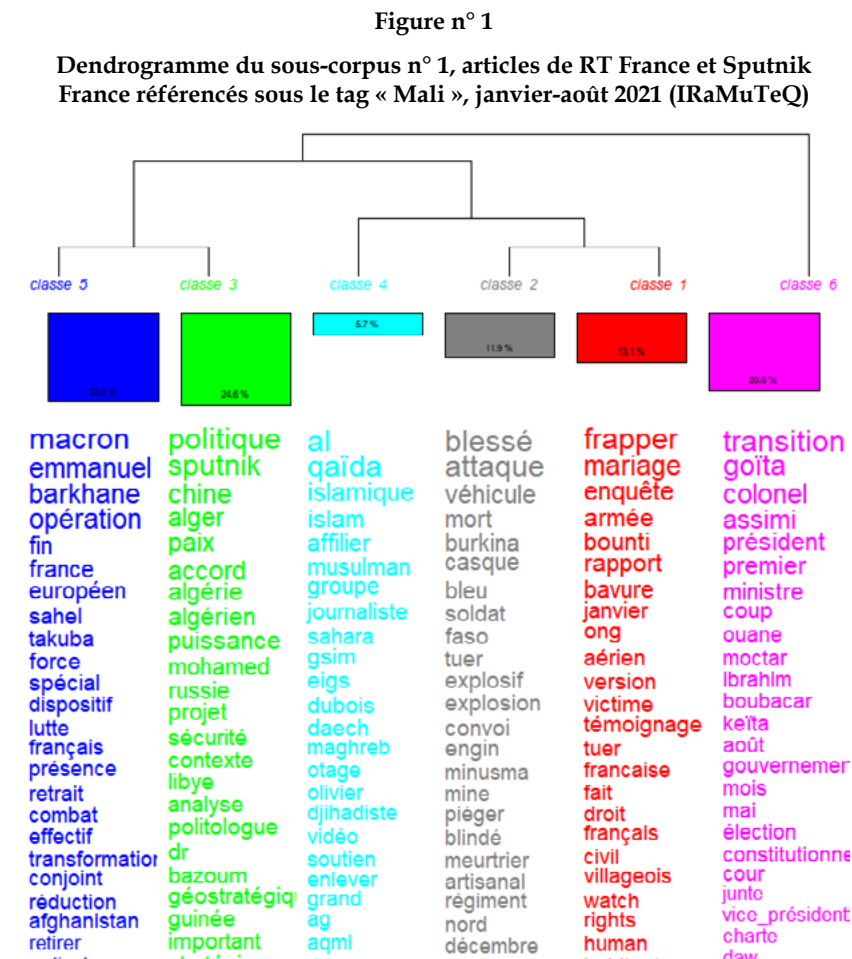 Figure n° 1
Dendrogramme du sous-corpus n° 1, articles de RT France et Sputnik
France référencés sous le tag « Mali », janvier-août 2021 (IRaMuTeQ)
classe 5
classe 3
classe 4
classe 2
classe 1
classe 6
24.6 %
11.9 %
13.1 %
macron
emmanuel
barkhane
opération
fin
france
européen
sahel
takuba
force
spécial
dispositif
lutte
français
présence
retrait
combat
effectif
transformation
conjoint
réduction
afghanistan
retirer
politique
sputnik
chine
alger
paix
accord
algérie
algérien
puissance
mohamed
russie
projet
sécurité
contexte
libye
analyse
politologue
dr
bazoum
géostratégiq
guinée
important
al
qaïda
islamique
islam
affilier
musulman
groupe
journaliste
sahara
gsim
eigs
dubois
daech
maghreb
otage
olivier
djihadiste
vidéo
soutien
enlever
grand
ag
aqmi
blessé
attaque
véhicule
mort
burkina
casque
bleu
soldat
faso
tuer
explosif
explosion
convoi
engin
minusma
mine
piéger
blindé
meurtrier
artisanal
régiment
nord
décembre
frapper
mariage
enquête
armée
bounti
rapport
bavure
janvier
ong
aérien
version
victime
témoignage
tuer
francaise
fait
droit
français
civil
villageois
watch
rights
human
transition
goïta
colonel
assimi
président
premier
ministre
coup
ouane
moctar
ibrahim
boubacar
keïta
août
gouvernemen
mois
mai
élection
constitutionne
cour
junte
vice_président
charte
daw